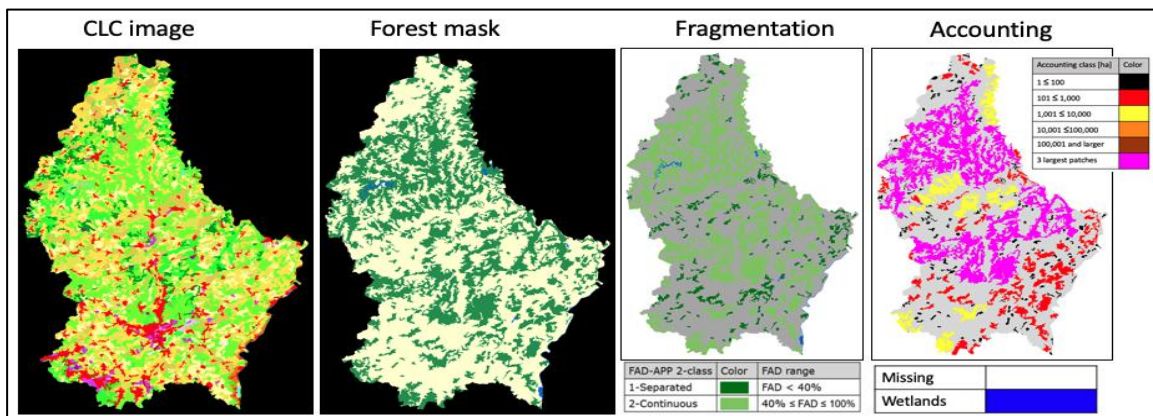 CLC image
Forest mask
Fragmentation
Accounting
Accounting class [ha] Color
1 ≤ 100
101 ≤ 1,000
1,001 ≤ 10,000
10,001 ≤100,000
100,001 and larger
3 largest patches
FAD-APP 2-class Color FAD range
1-Separated FAD < 40%
2-Continuous 40% ≤ FAD ≤ 100%
Missing
Wetlands